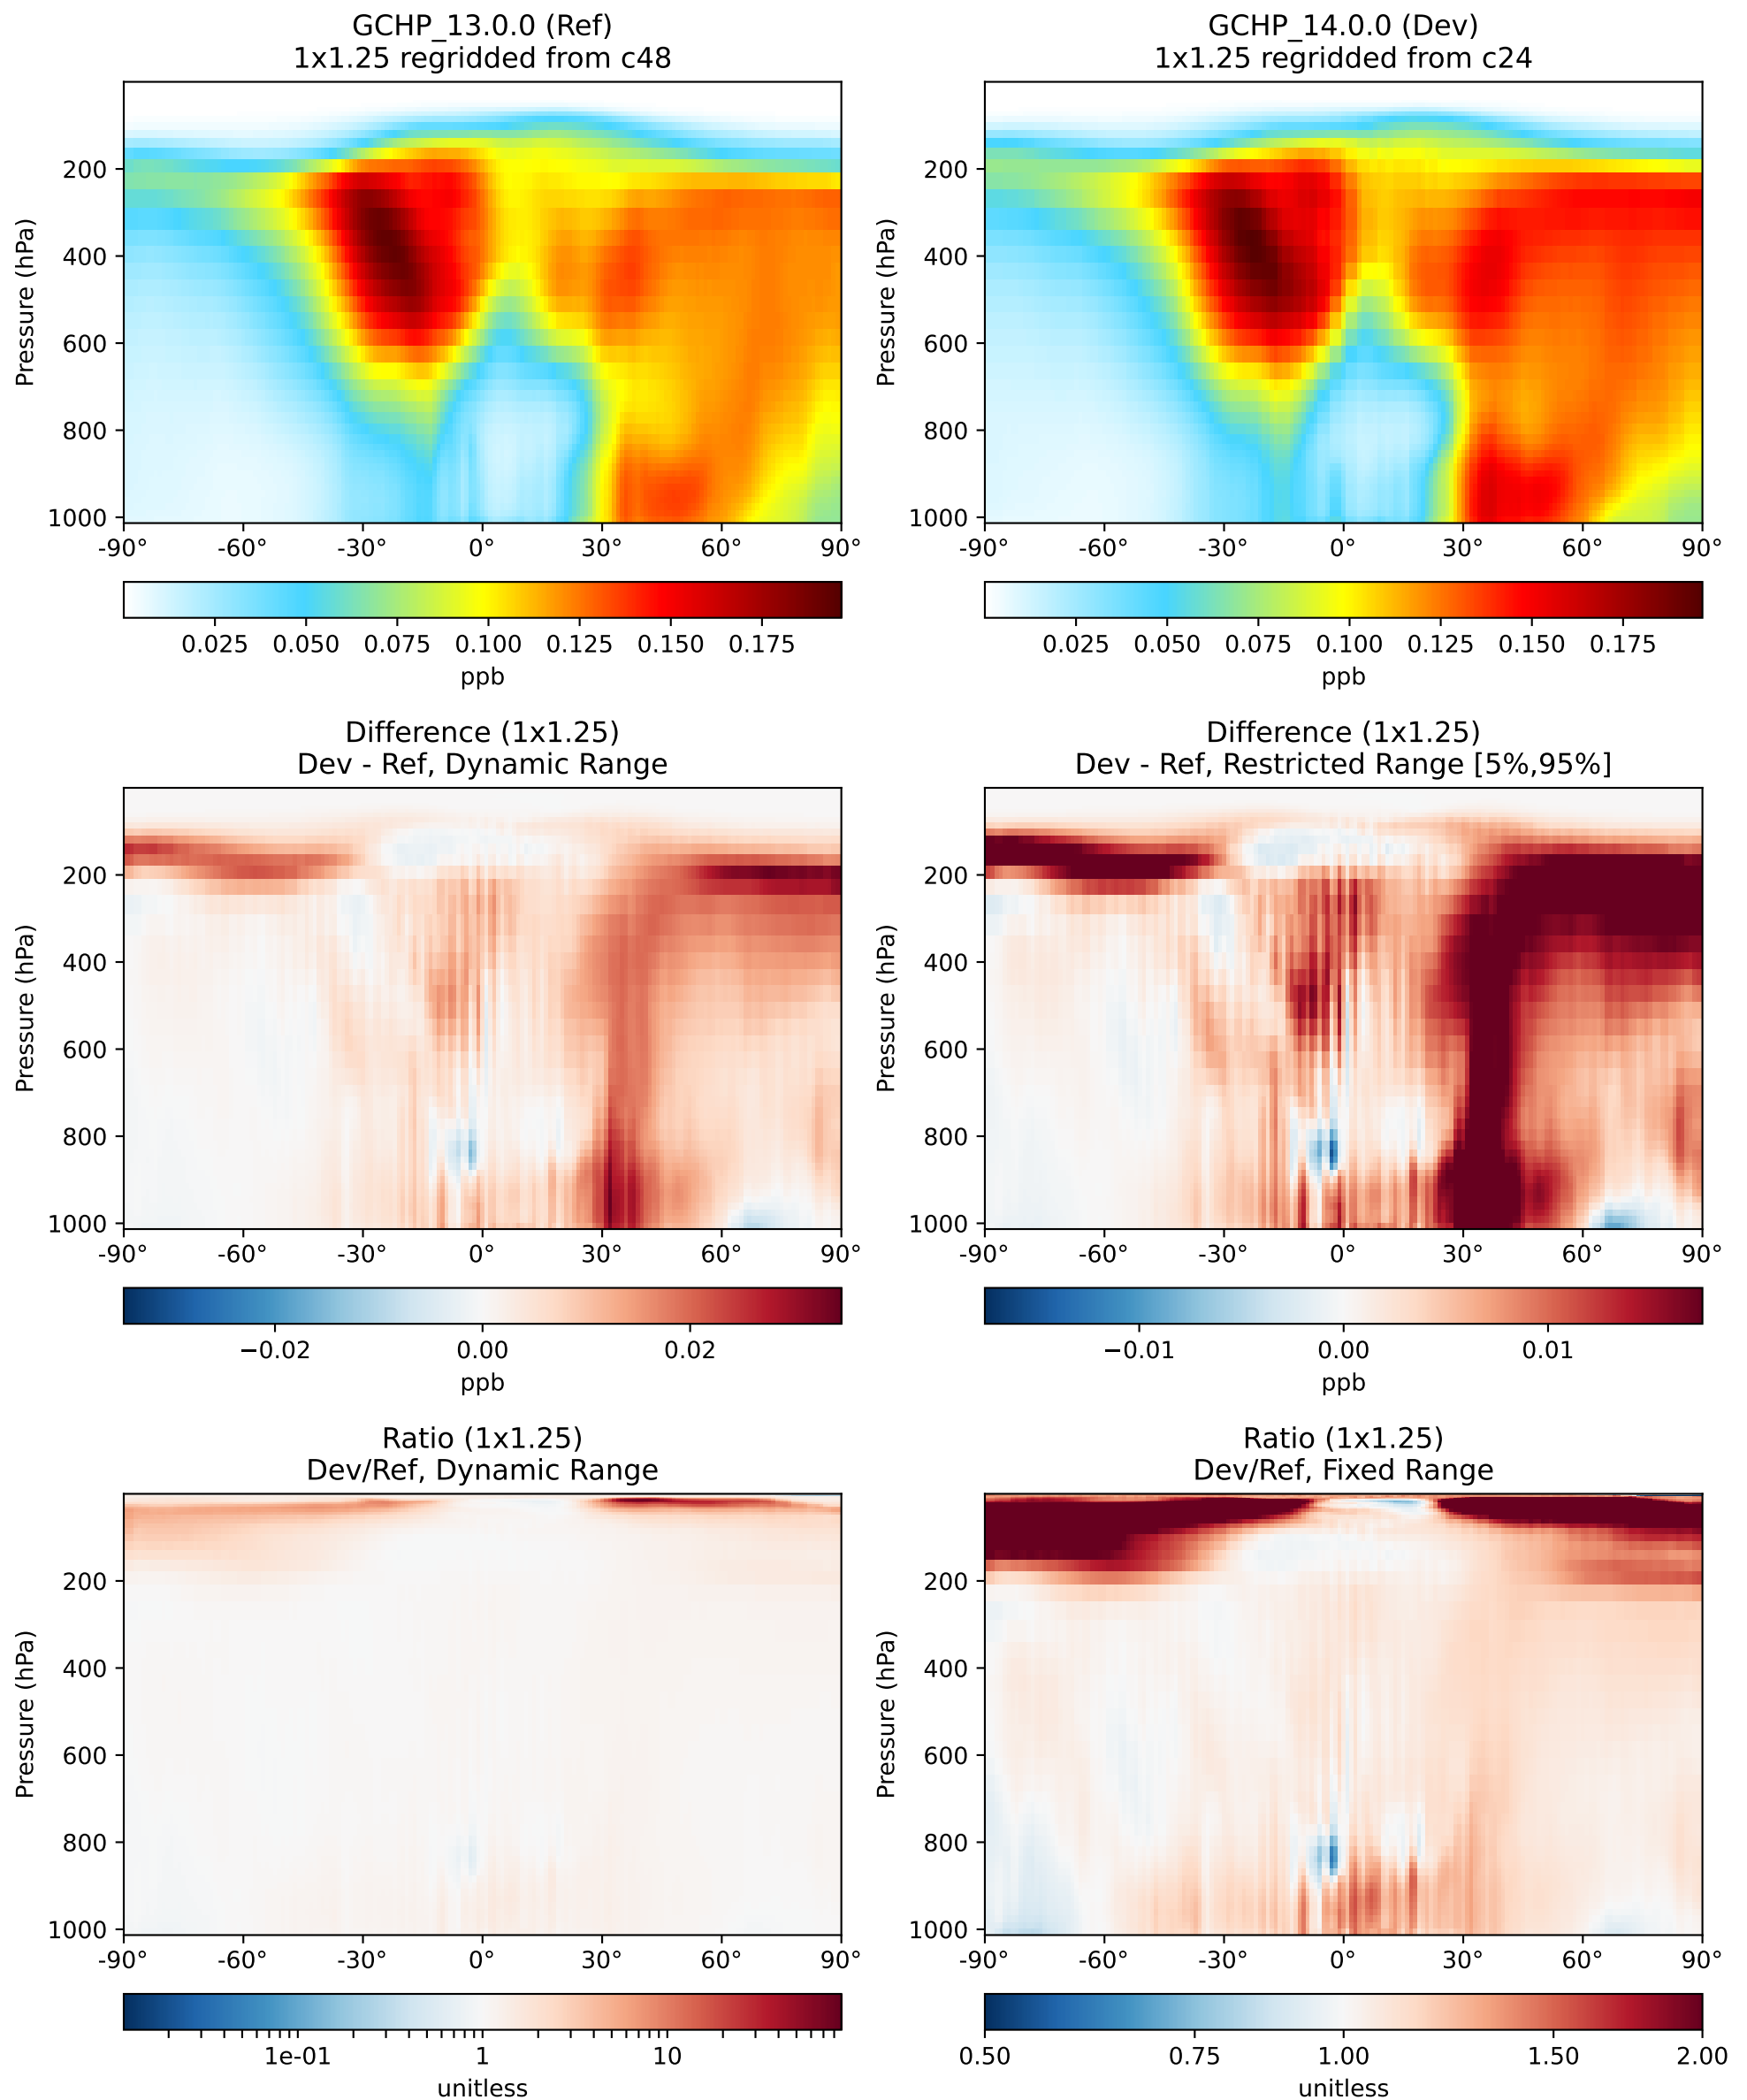 GCHP_13.0.0 (Ref)
1x1.25 regridded from c48
Pressure (hPa)
200
400
600
800
1000
-90° -60° -30° 0° 30° 60° 90°
0.025 0.050 0.075 0.100 0.125 0.150 0.175
ppb
GCHP_14.0.0 (Dev)
1x1.25 regridded from c24
Pressure (hPa)
200
400
600
800
1000
-90° -60° -30° 0° 30° 60° 90°
0.025 0.050 0.075 0.100 0.125 0.150 0.175
ppb
Difference (1x1.25)
Dev - Ref, Dynamic Range
Pressure (hPa)
200
400
600
800
1000
-90° -60° -30° 0° 30° 60° 90°
−0.02 0.00 0.02
ppb
Difference (1x1.25)
Dev - Ref, Restricted Range [5%,95%]
Pressure (hPa)
200
400
600
800
1000
-90° -60° -30° 0° 30° 60° 90°
−0.01 0.00 0.01
ppb
Ratio (1x1.25)
Dev/Ref, Dynamic Range
Pressure (hPa)
200
400
600
800
1000
-90° -60° -30° 0° 30° 60° 90°
1e-01 1 10
unitless
Ratio (1x1.25)
Dev/Ref, Fixed Range
Pressure (hPa)
200
400
600
800
1000
-90° -60° -30° 0° 30° 60° 90°
0.50 0.75 1.00 1.50 2.00
unitless